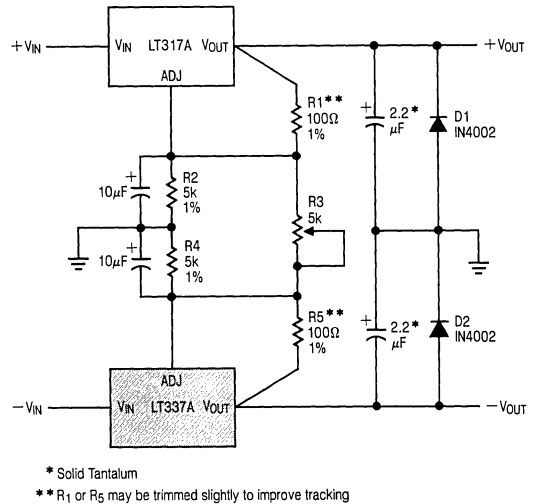 +VIN
VIN LT317A VOUT
ADJ
+VOUT
R1**
100Ω
1%
+
2.2*
μF
D1
IN4002
+
10μF
R2
5k
1%
R3
5k
+
10μF
R4
5k
1%
R5**
100Ω
1%
+
2.2*
μF
D2
IN4002
ADJ
−VIN
VIN LT337A VOUT
−VOUT
* Solid Tantalum
** R1 or R5 may be trimmed slightly to improve tracking